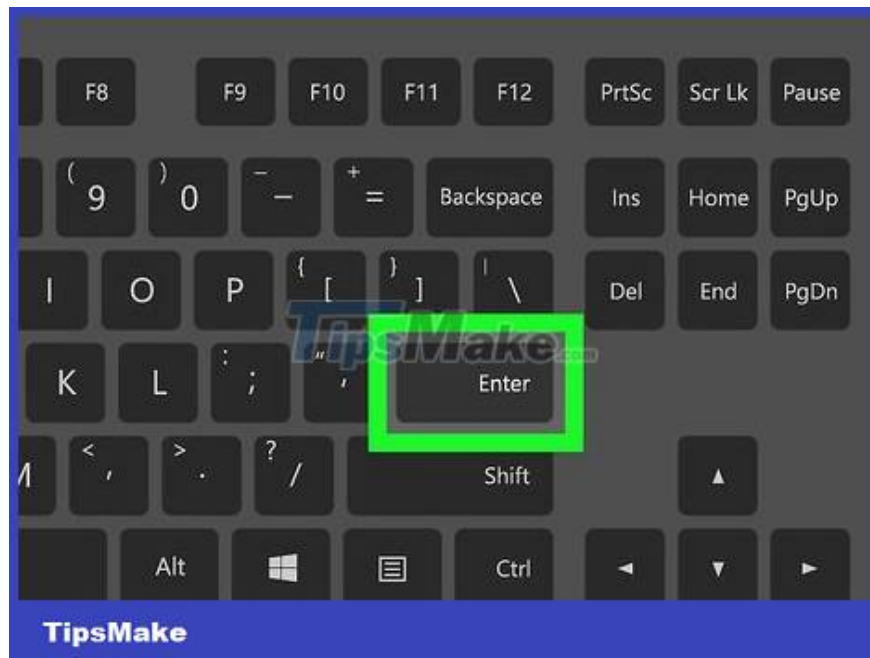 F8 F9 F10 F11 F12 PrtSc Scr Lk Pause
( 9 ) 0 _ - + = Backspace Ins Home PgUp
I O P { [ } ] | \ Del End PgDn
TipsMake.com
K L : ; " ' Enter
M < , > . ? / Shift
Alt Ctrl
TipsMake